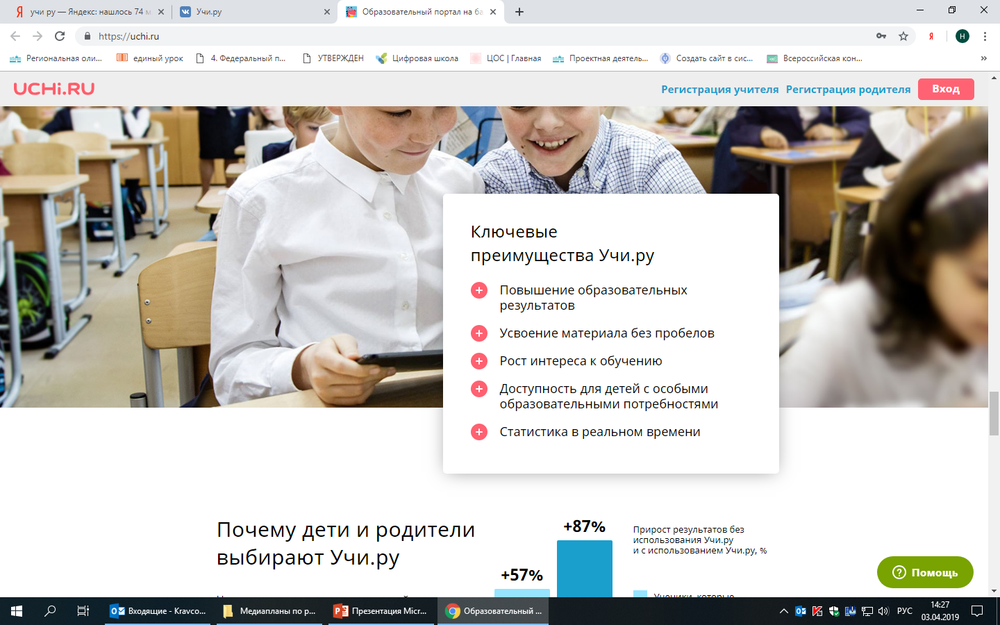 учи ру — Яндекс: нашлось 74 м
Учи.ру
Образовательный портал на ба
https://uchi.ru
Я
Н
Региональная оли...
единый урок
4. Федеральный п...
УТВЕРЖДЕН
Цифровая школа
ЦОС | Главная
Проектная деятель...
Создать сайт в сис...
Всероссийская кон...
»
UCHi.RU
Регистрация учителя
Регистрация родителя
Вход
Ключевые
преимущества Учи.ру
Повышение образовательных
результатов
Усвоение материала без пробелов
Рост интереса к обучению
Доступность для детей с особыми
образовательными потребностями
Статистика в реальном времени
Почему дети и родители
выбирают Учи.ру
+87%
+57%
Прирост результатов без
использования Учи.ру
и с использованием Учи.ру, %
Ученики, которые
Помощь
Входящие - Kravco...
Медиапланы по р...
Презентация Micr...
Образовательный ...
РУС
14:27
03.04.2019